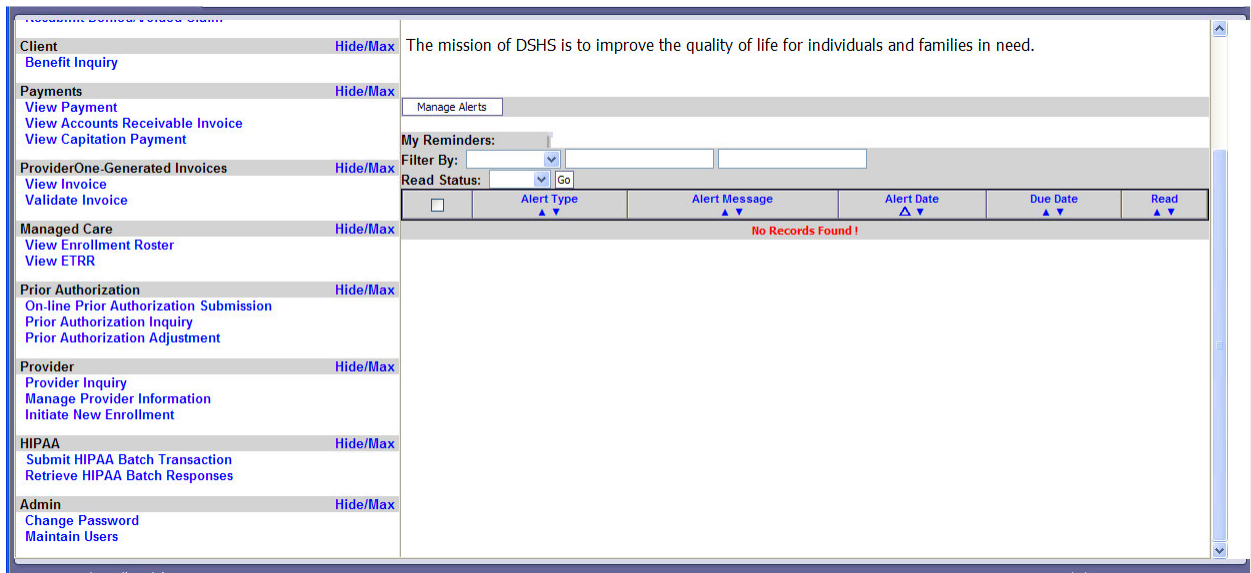 Resubmit Denied/Voided Claim
Client Hide/Max
Benefit Inquiry
Payments Hide/Max
View Payment
View Accounts Receivable Invoice
View Capitation Payment
ProviderOne-Generated Invoices Hide/Max
View Invoice
Validate Invoice
Managed Care Hide/Max
View Enrollment Roster
View ETRR
Prior Authorization Hide/Max
On-line Prior Authorization Submission
Prior Authorization Inquiry
Prior Authorization Adjustment
Provider Hide/Max
Provider Inquiry
Manage Provider Information
Initiate New Enrollment
HIPAA Hide/Max
Submit HIPAA Batch Transaction
Retrieve HIPAA Batch Responses
Admin Hide/Max
Change Password
Maintain Users
The mission of DSHS is to improve the quality of life for individuals and families in need.
Manage Alerts
My Reminders:
Filter By:
Read Status: Go
Alert Type Alert Message Alert Date Due Date Read
No Records Found !